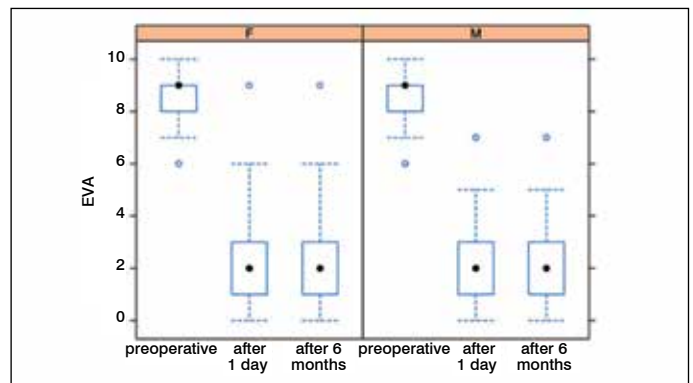 F
M
10
8
6
4
2
0
EVA
preoperative
after
1 day
after 6
months
preoperative
after
1 day
after 6
months